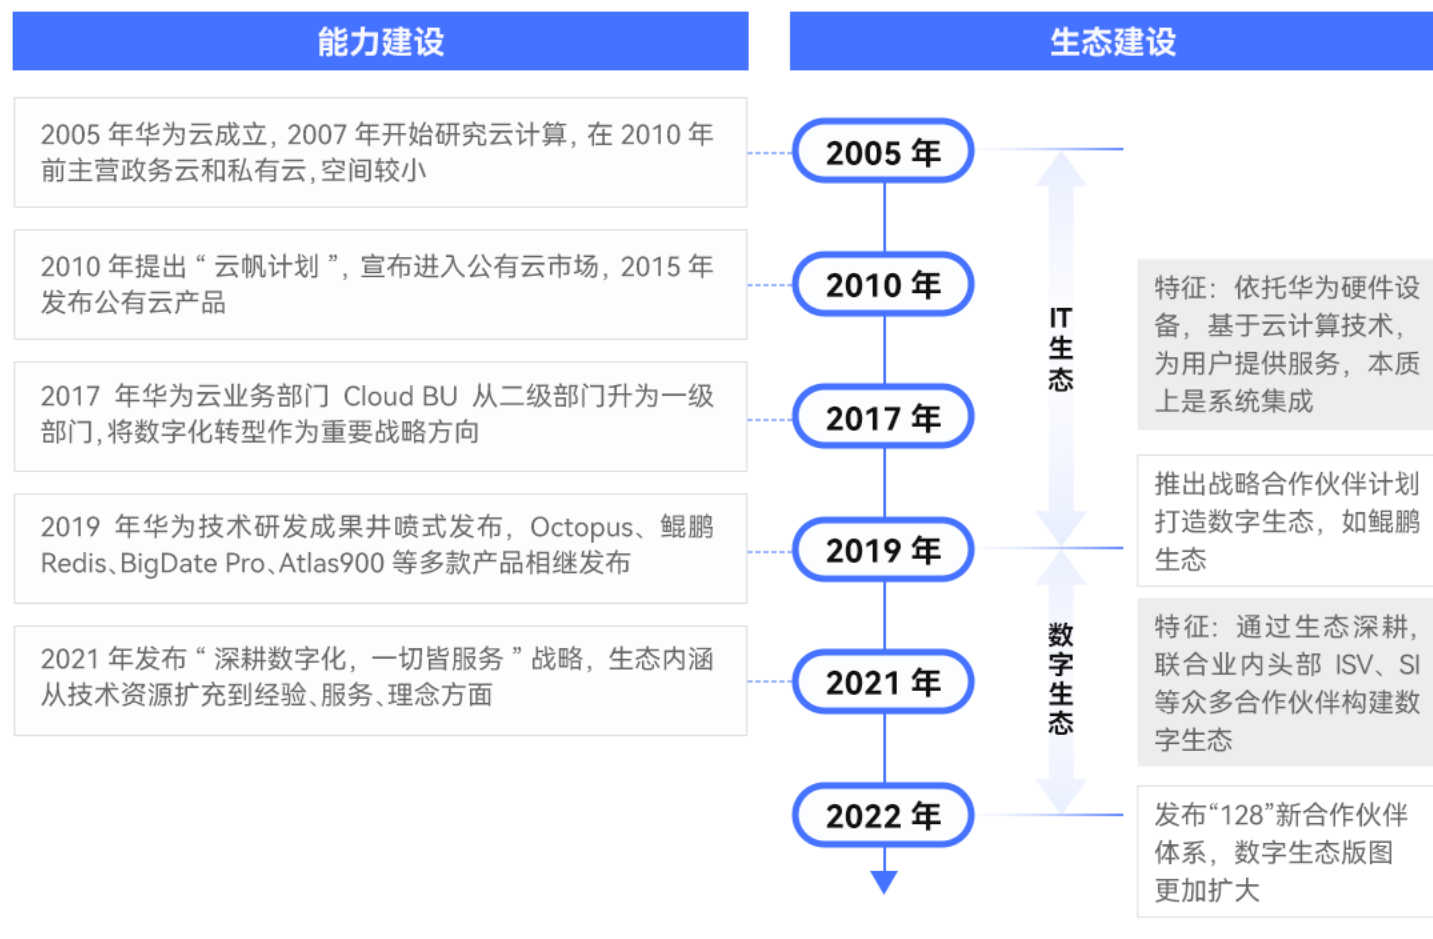 能力建设
2005 年华为云成立，2007 年开始研究云计算，在 2010 年
前主营政务云和私有云，空间较小
2010 年提出“ 云帆计划 ”，宣布进入公有云市场，2015 年
发布公有云产品
2017 年华为云业务部门 Cloud BU 从二级部门升为一级
部门，将数字化转型作为重要战略方向
2019 年华为技术研发成果井喷式发布，Octopus、鲲鹏
Redis、BigDate Pro、Atlas900 等多款产品相继发布
2021 年发布“ 深耕数字化，一切皆服务 ”战略，生态内涵
从技术资源扩充到经验、服务、理念方面
生态建设
2005 年
2010 年
2017 年
2019 年
2021 年
2022 年
IT
生
态
数
字
生
态
特征：依托华为硬件设
备，基于云计算技术，
为用户提供服务，本质
上是系统集成
推出战略合作伙伴计划
打造数字生态，如鲲鹏
生态
特征：通过生态深耕，
联合业内头部 ISV、SI
等众多合作伙伴构建数
字生态
发布“128”新合作伙伴
体系，数字生态版图
更加扩大